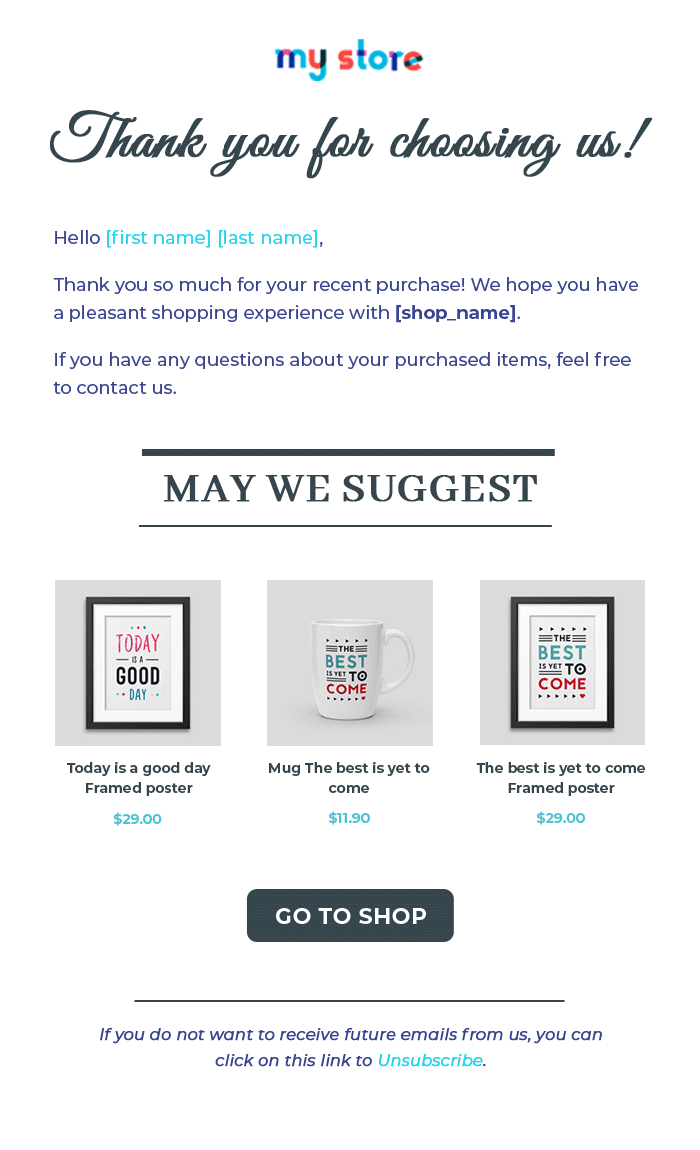 my store
Thank you for choosing us!
Hello [first name] [last name],
Thank you so much for your recent purchase! We hope you have
a pleasant shopping experience with [shop_name].
If you have any questions about your purchased items, feel free
to contact us.
MAY WE SUGGEST
TODAY
IS A
GOOD
DAY
THE
BEST
IS YET TO
COME
THE
BEST
IS YET TO
COME
Today is a good day
Framed poster
$29.00
Mug The best is yet to
come
$11.90
The best is yet to come
Framed poster
$29.00
GO TO SHOP
If you do not want to receive future emails from us, you can
click on this link to Unsubscribe.